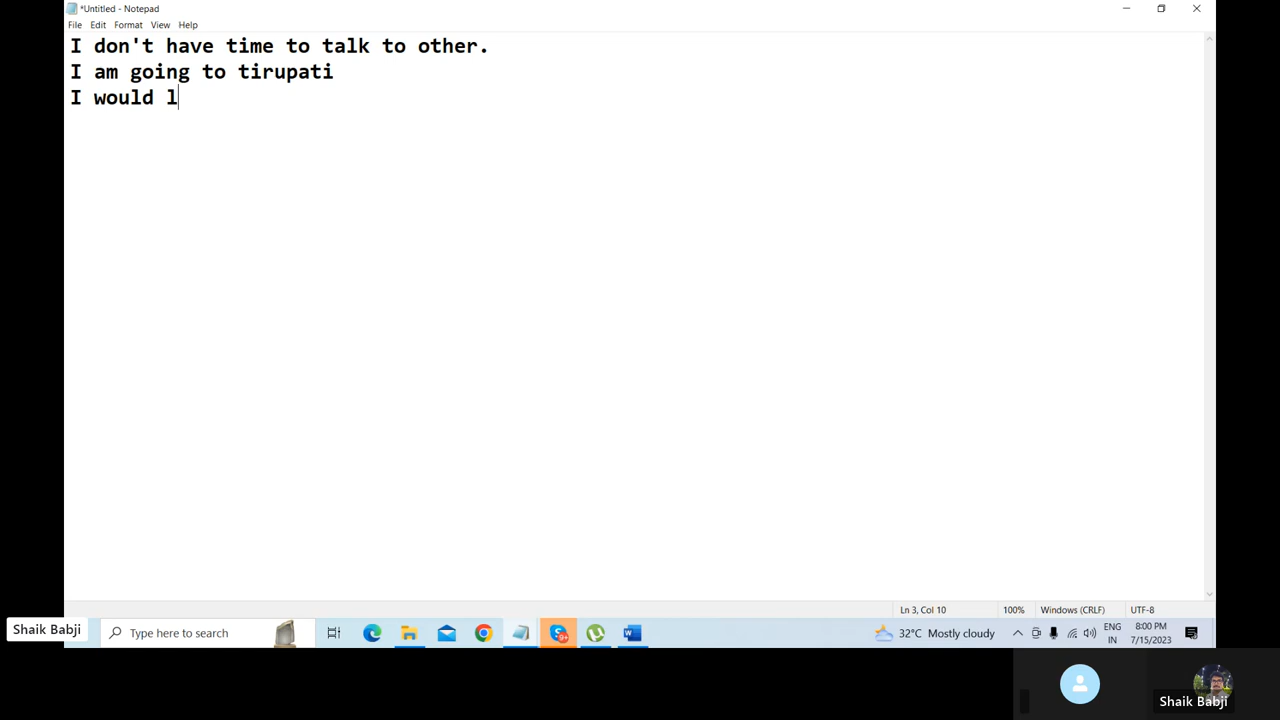 *Untitled - Notepad
File Edit Format View Help
I don't have time to talk to other.
I am going to tirupati
I would l
Ln 3, Col 10 100% Windows (CRLF) UTF-8
Shaik Babji
Type here to search
9+
W
32°C Mostly cloudy
ENG
IN
8:00 PM
7/15/2023
Shaik Babji